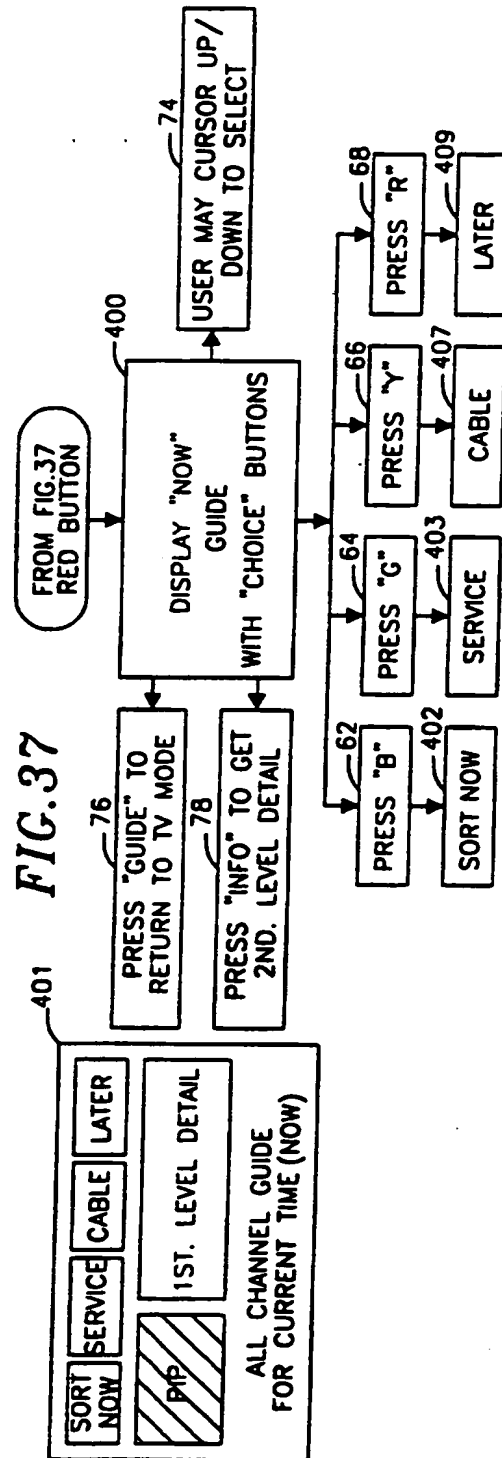 FIG.37
401
SORT
NOW
SERVICE
CABLE
LATER
PIP
1ST. LEVEL DETAIL
ALL CHANNEL GUIDE
FOR CURRENT TIME (NOW)
FROM FIG.37
RED BUTTON
400
DISPLAY "NOW"
GUIDE
WITH "CHOICE" BUTTONS
76
PRESS "GUIDE" TO
RETURN TO TV MODE
78
PRESS "INFO" TO GET
2ND. LEVEL DETAIL
74
USER MAY CURSOR UP/
DOWN TO SELECT
62
PRESS "B"
64
PRESS "G"
66
PRESS "Y"
68
PRESS "R"
402
SORT NOW
403
SERVICE
407
CABLE
409
LATER